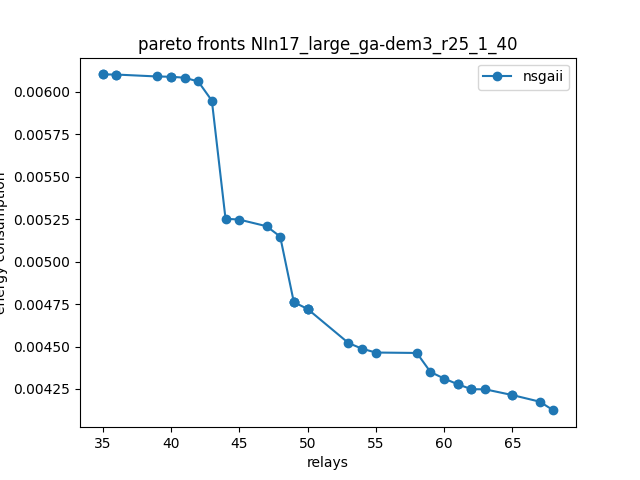 pareto fronts NIn17_large_ga-dem3_r25_1_40
nsgaii
0.00600
0.00575
0.00550
0.00525
0.00500
0.00475
0.00450
0.00425
energy consumption
35 40 45 50 55 60 65
relays